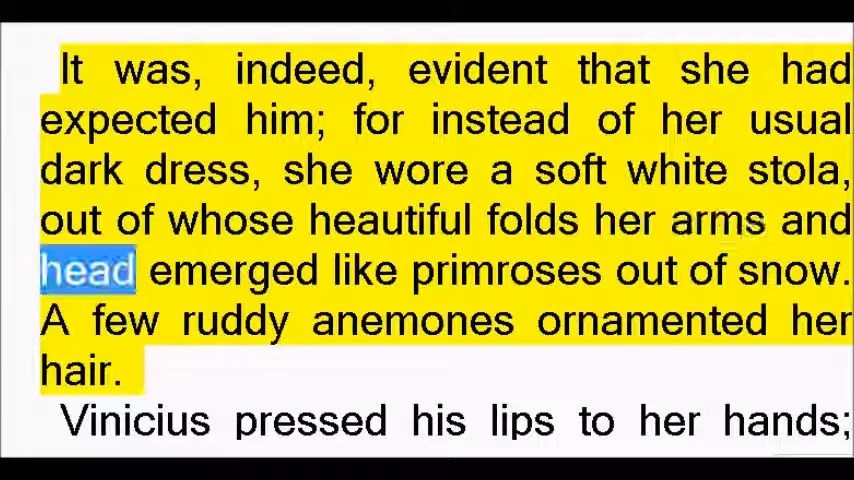 It was, indeed, evident that she had
expected him; for instead of her usual
dark dress, she wore a soft white stola,
out of whose heautiful folds her arms and
head emerged like primroses out of snow.
A few ruddy anemones ornamented her
hair.
Vinicius pressed his lips to her hands;